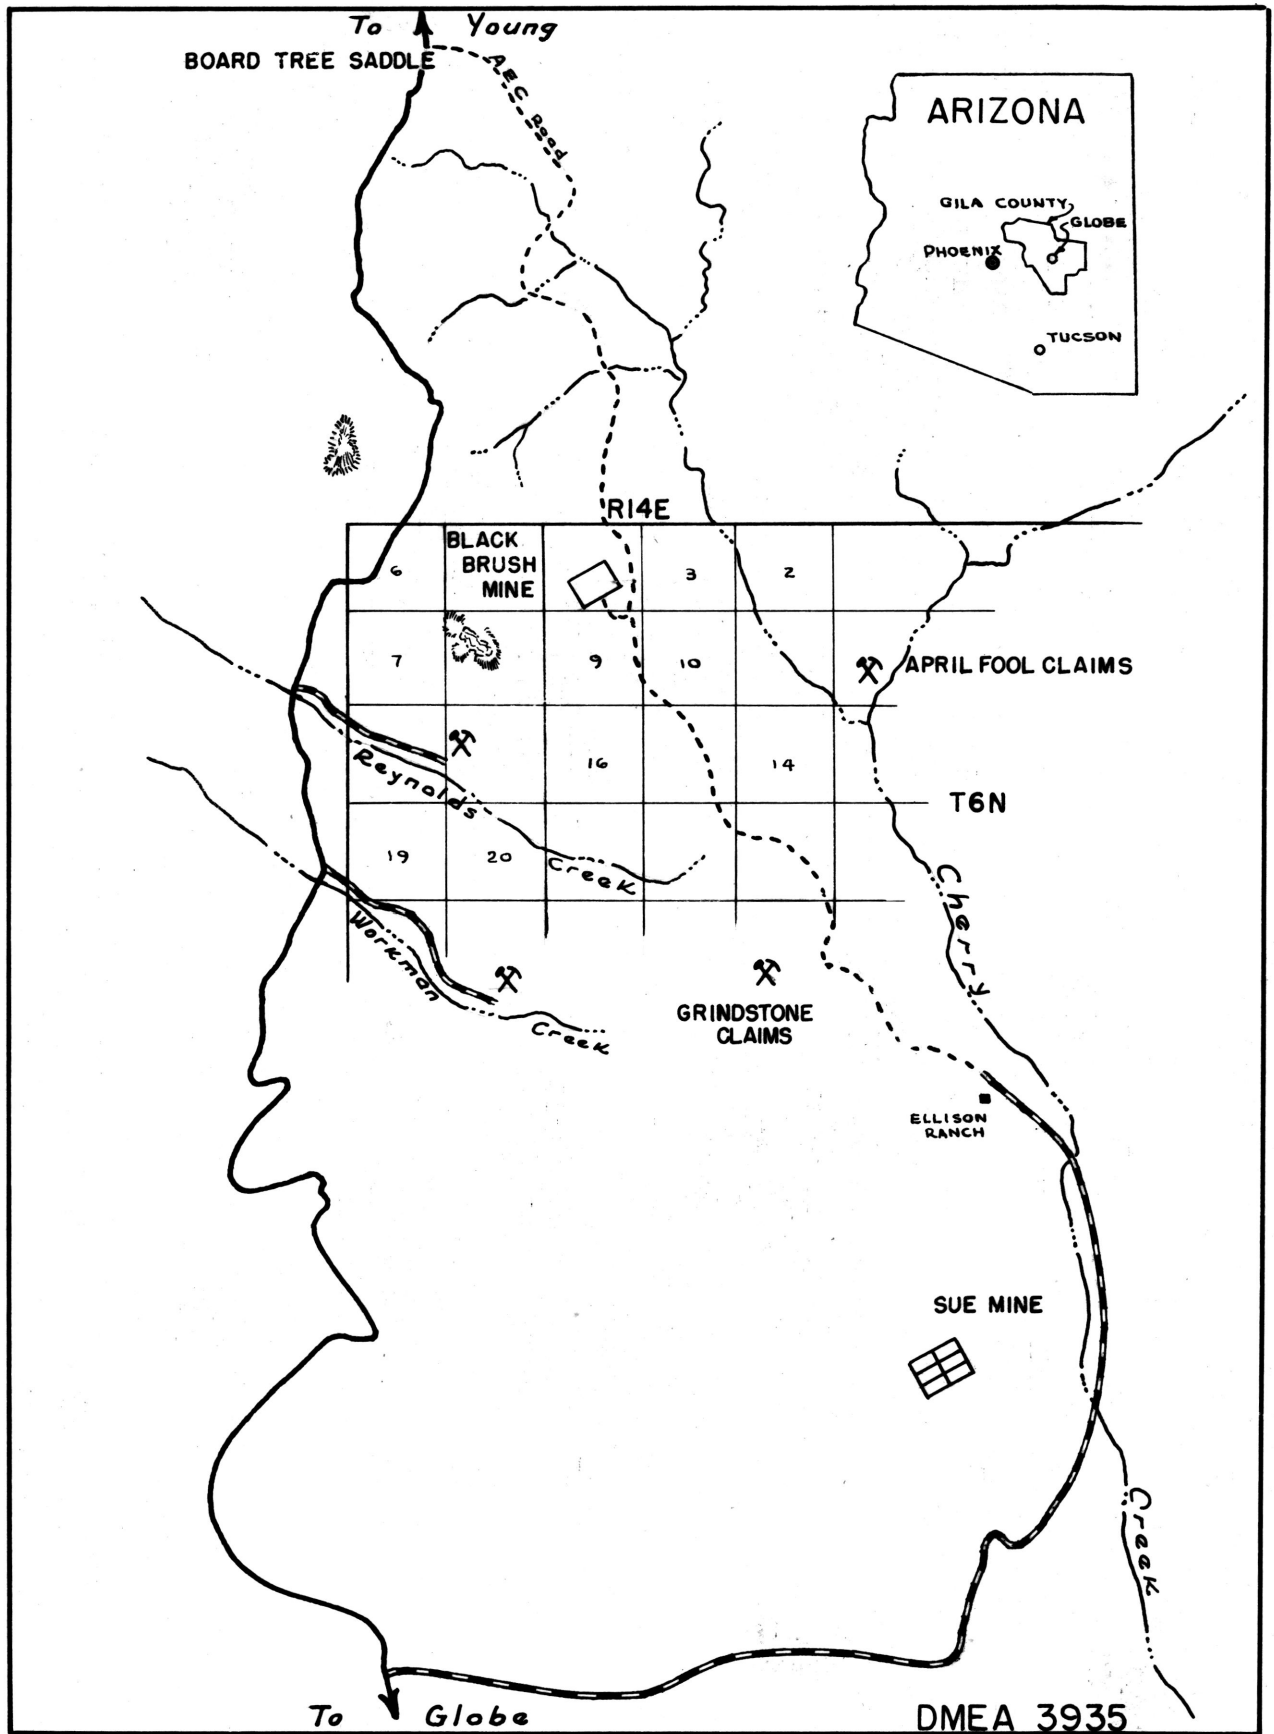 To Young
BOARD TREE SADDLE
AEC Road
ARIZONA
GILA COUNTY
GLOBE
PHOENIX
TUCSON
R14E
BLACK
BRUSH
MINE
6
3
2
7
9
10
APRIL FOOL CLAIMS
16
14
T6N
Reynolds
Creek
19
20
Workman
Creek
Cherry
GRINDSTONE
CLAIMS
ELLISON
RANCH
SUE MINE
Creek
To Globe
DMEA 3935